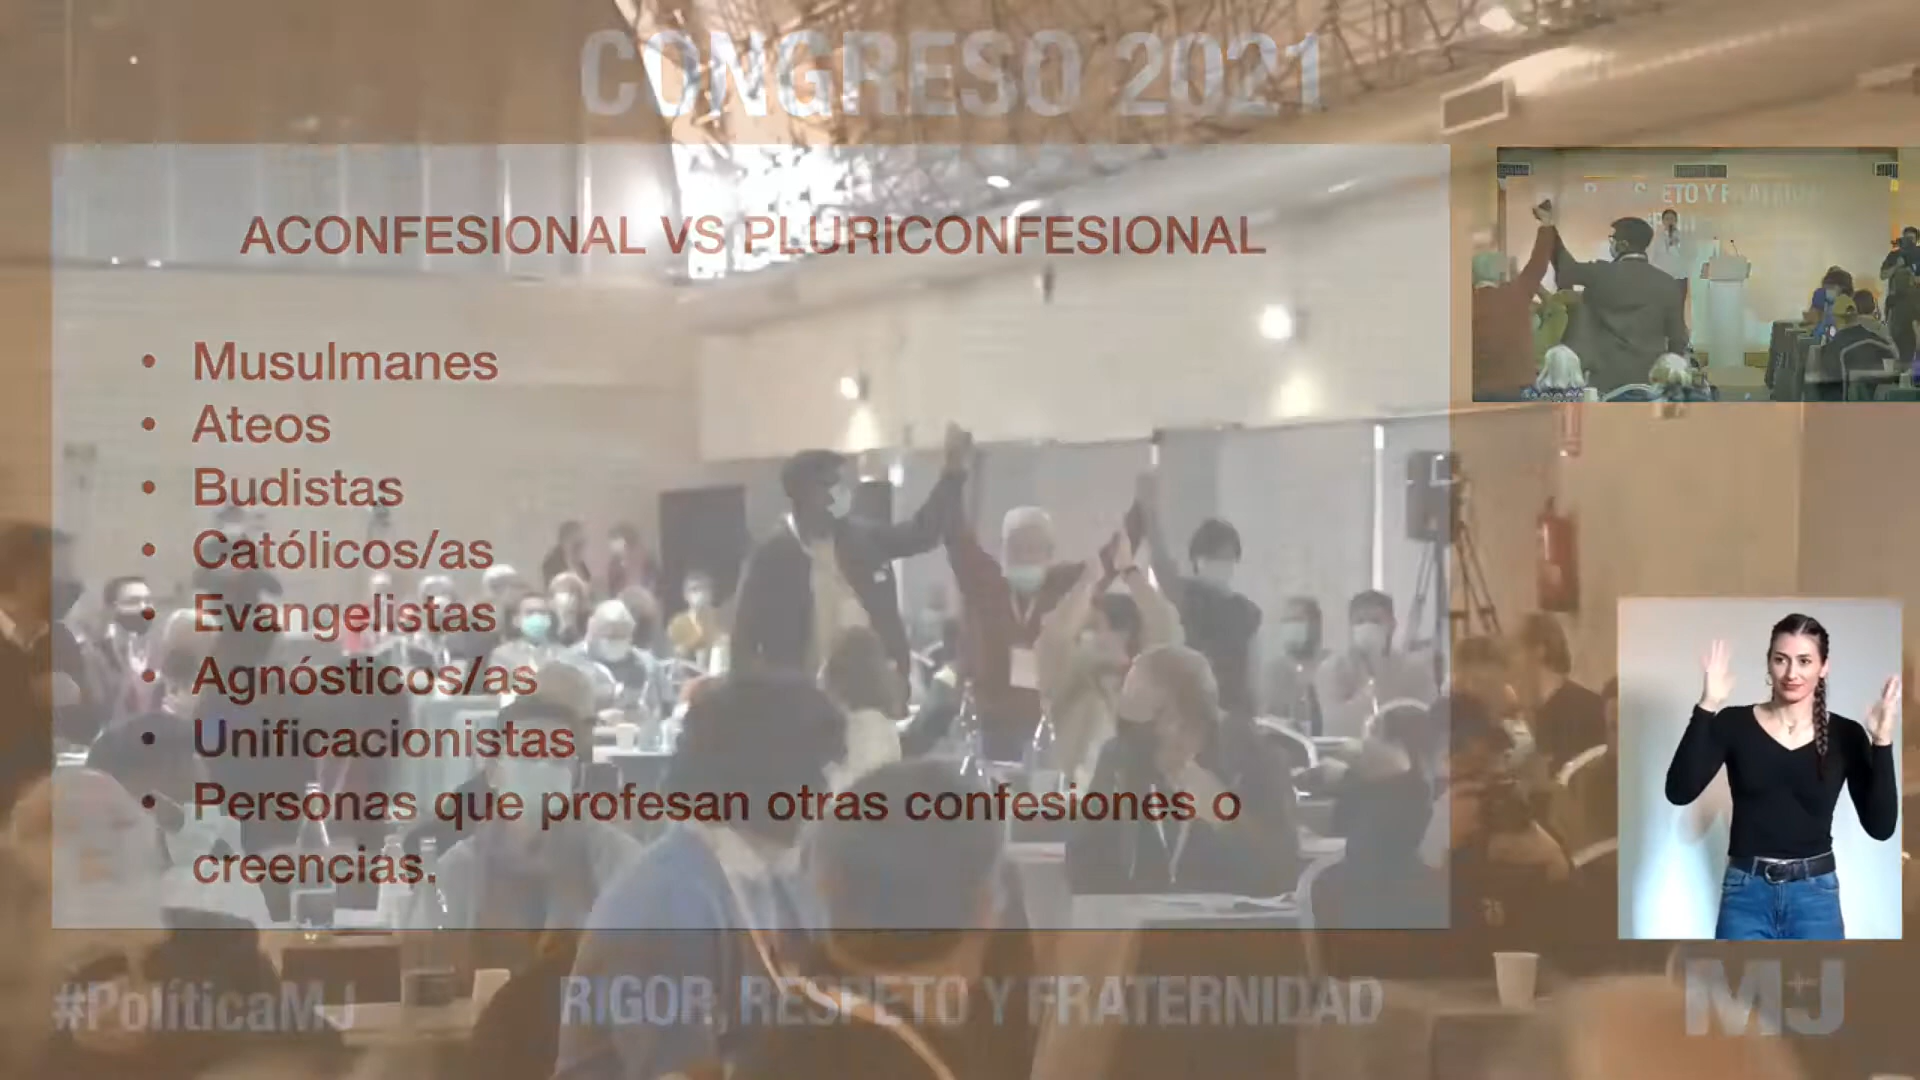 CONGRESO 2021
ACONFESIONAL VS PLURICONFESIONAL
• Musulmanes
• Ateos
• Budistas
• Católicos/as
• Evangelistas
• Agnósticos/as
• Unificacionistas
• Personas que profesan otras confesiones o
creencias.
#PolíticaMJ
RIGOR, RESPETO Y FRATERNIDAD
M+J